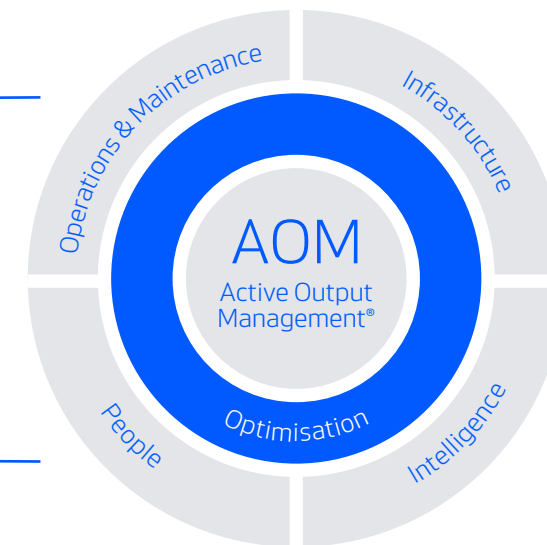 Operations & Maintenance
Infrastructure
AOM
Active Output
Management®
Optimisation
People
Intelligence